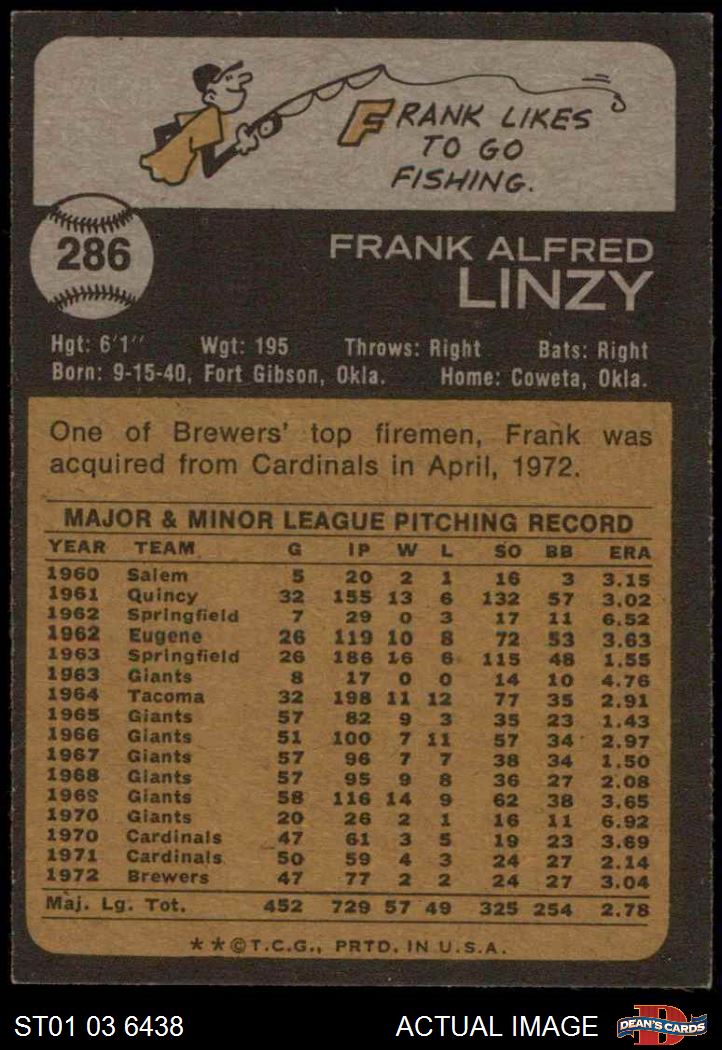 FRANK LIKES
TO GO
FISHING.
286
FRANK ALFRED
LINZY
Hgt: 6'1" Wgt: 195 Throws: Right Bats: Right
Born: 9-15-40, Fort Gibson, Okla. Home: Coweta, Okla.
One of Brewers' top firemen, Frank was
acquired from Cardinals in April, 1972.
MAJOR & MINOR LEAGUE PITCHING RECORD
YEAR TEAM G IP W L SO BB ERA
1960 Salem 5 20 2 1 16 3 3.15
1961 Quincy 32 155 13 6 132 57 3.02
1962 Springfield 7 29 0 3 17 11 6.52
1962 Eugene 26 119 10 8 72 53 3.63
1963 Springfield 26 186 16 6 115 48 1.55
1963 Giants 8 17 0 0 14 10 4.76
1964 Tacoma 32 198 11 12 77 35 2.91
1965 Giants 57 82 9 3 35 23 1.43
1966 Giants 51 100 7 11 57 34 2.97
1967 Giants 57 96 7 7 38 34 1.50
1968 Giants 57 95 9 8 36 27 2.08
1969 Giants 58 116 14 9 62 38 3.65
1970 Giants 20 26 2 1 16 11 6.92
1970 Cardinals 47 61 3 5 19 23 3.69
1971 Cardinals 50 59 4 3 24 27 2.14
1972 Brewers 47 77 2 2 24 27 3.04
Maj. Lg. Tot. 452 729 57 49 325 254 2.78
**©T.C.G., PRTD. IN U.S.A.
ST01 03 6438 ACTUAL IMAGE DEAN'S CARDS